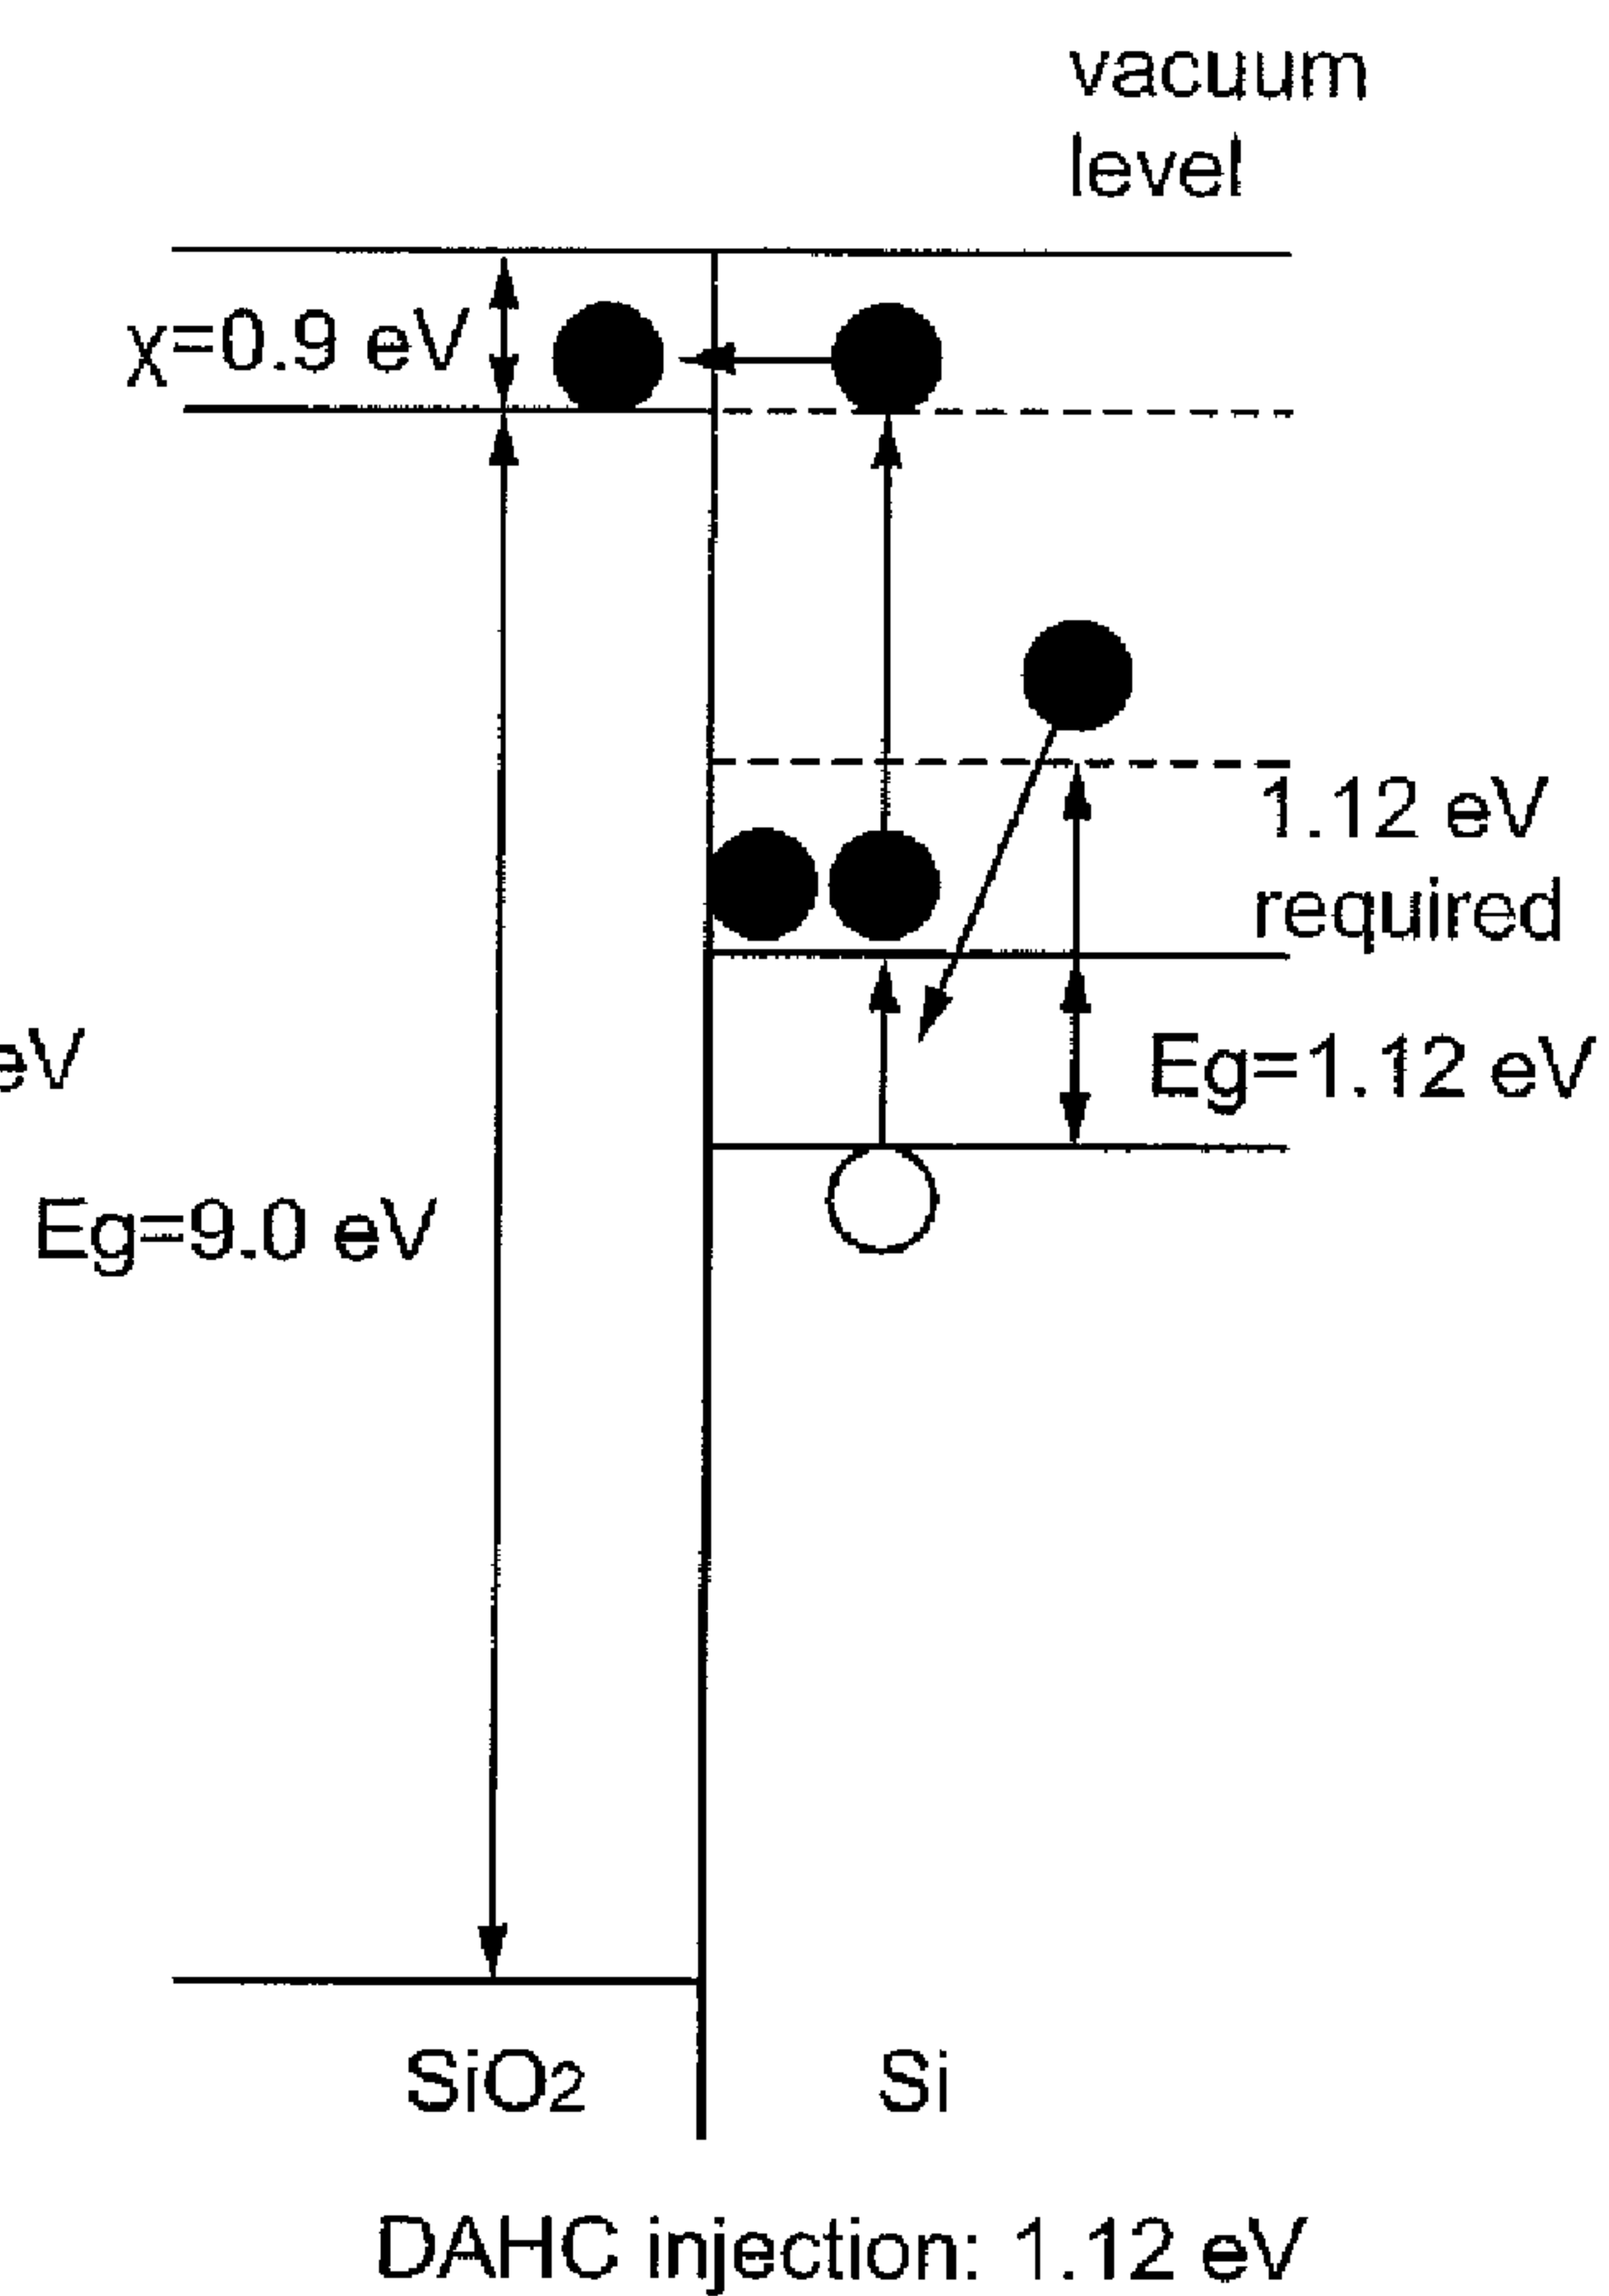 vacuum
level
χ=0.9 eV
1.12 eV
required
eV
Eg=1.12 eV
Eg=9.0 eV
SiO2
Si
DAHC injection: 1.12 eV